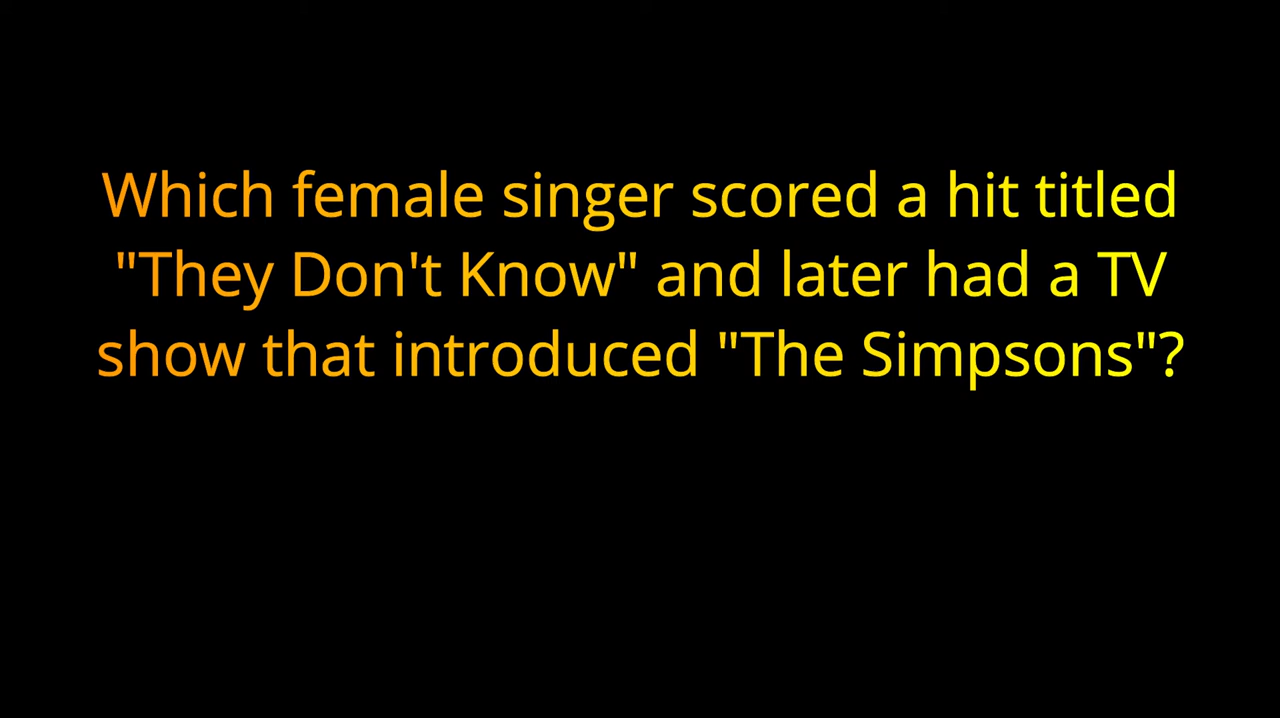 Which female singer scored a hit titled
"They Don't Know" and later had a TV
show that introduced "The Simpsons"?